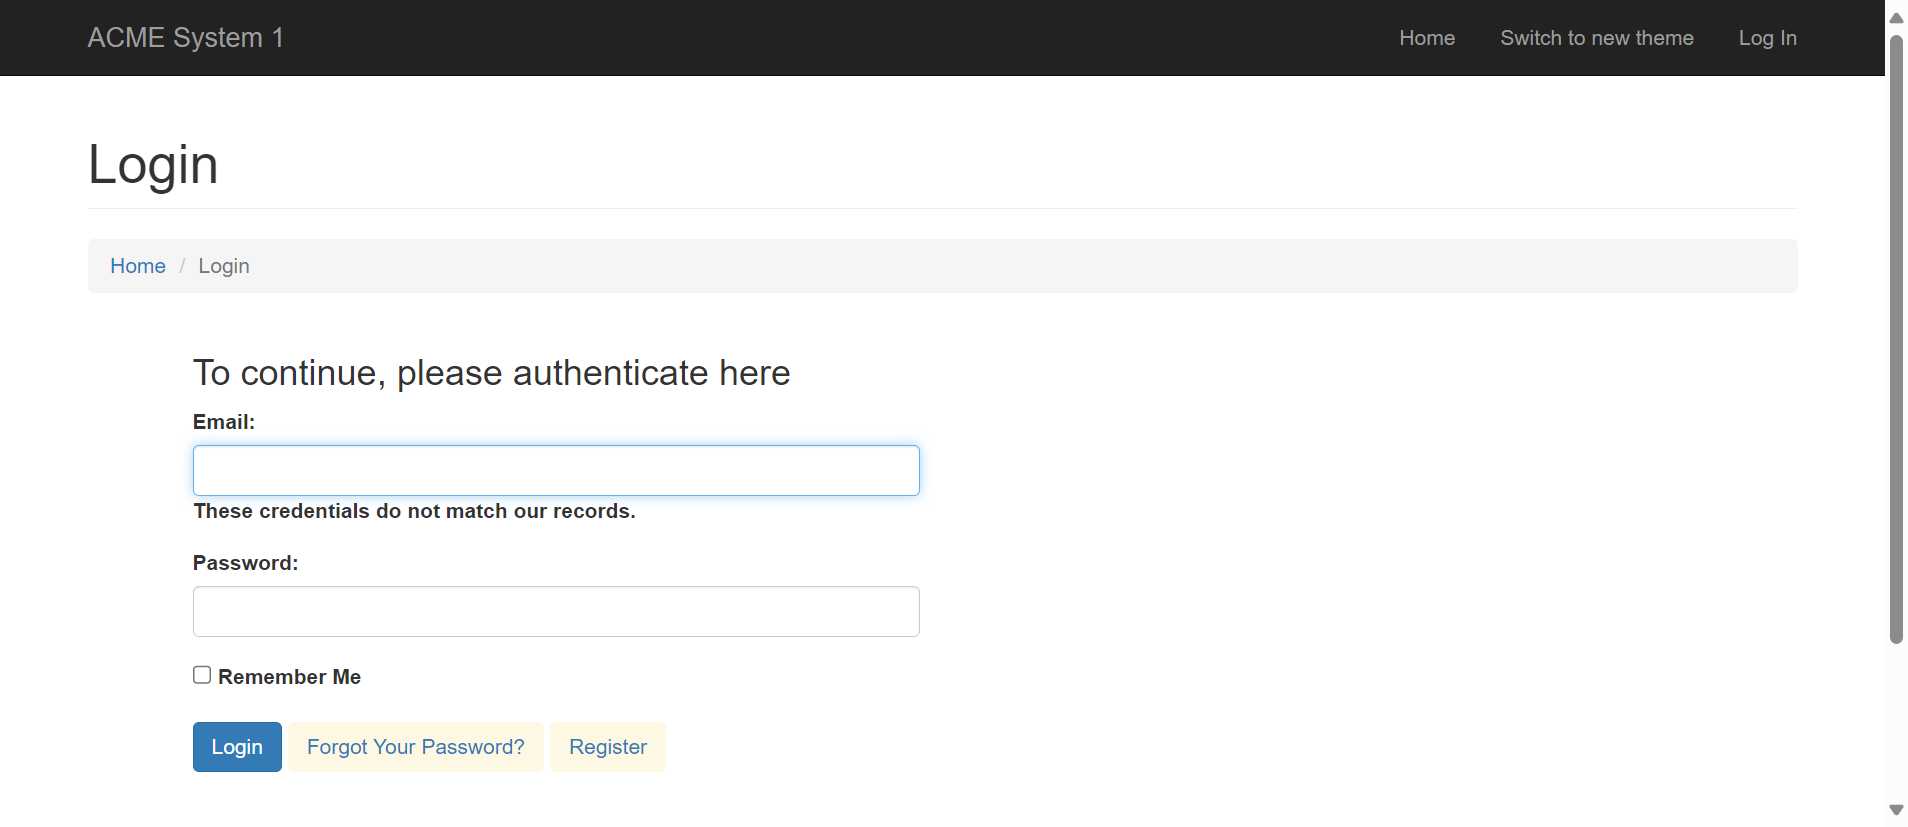 ACME System 1
Home
Switch to new theme
Log In
Login
Home / Login
To continue, please authenticate here
Email:
These credentials do not match our records.
Password:
Remember Me
Login
Forgot Your Password?
Register